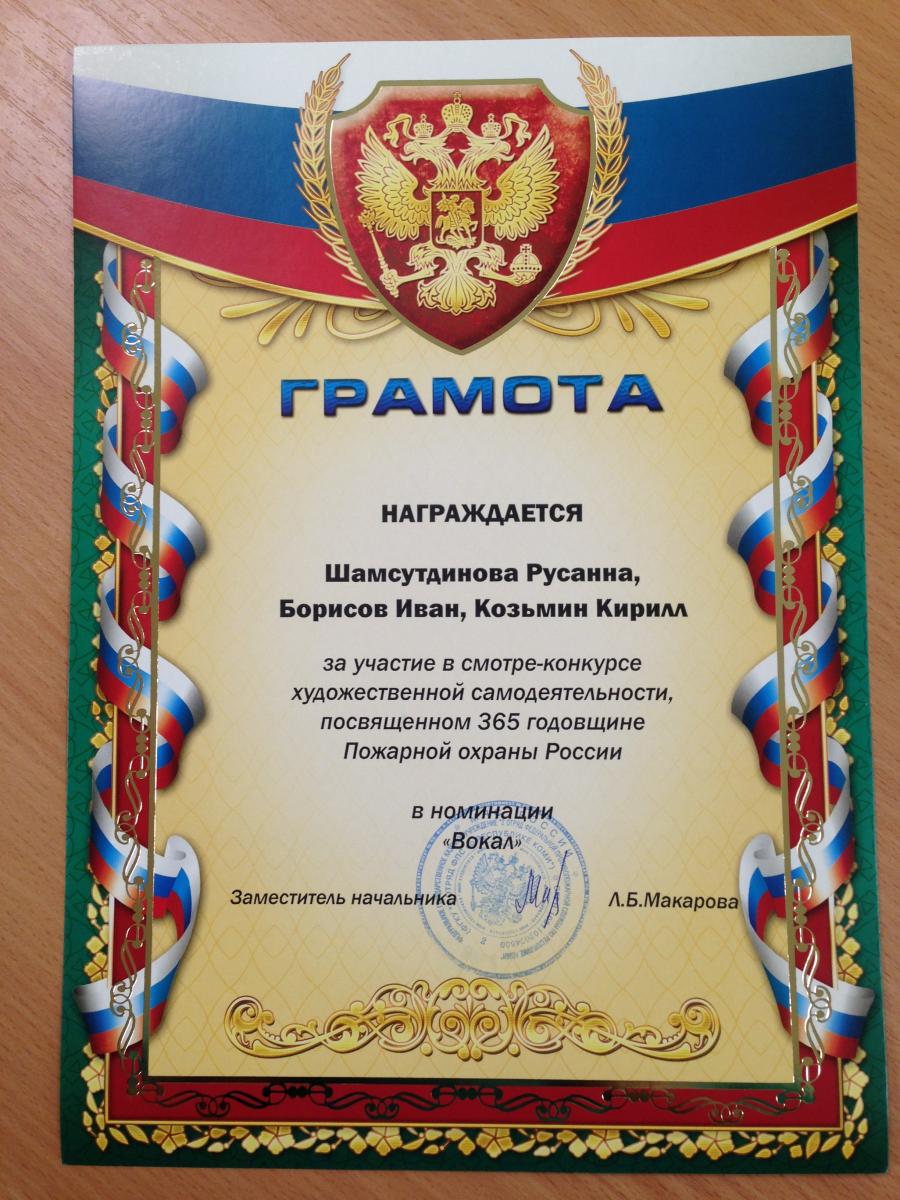 ГРАМОТА
НАГРАЖДАЕТСЯ
Шамсутдинова Русанна,
Борисов Иван, Козьмин Кирилл
за участие в смотре-конкурсе
художественной самодеятельности,
посвященном 365 годовщине
Пожарной охраны России
в номинации
«Вокал»
Заместитель начальника
Л.Б.Макарова